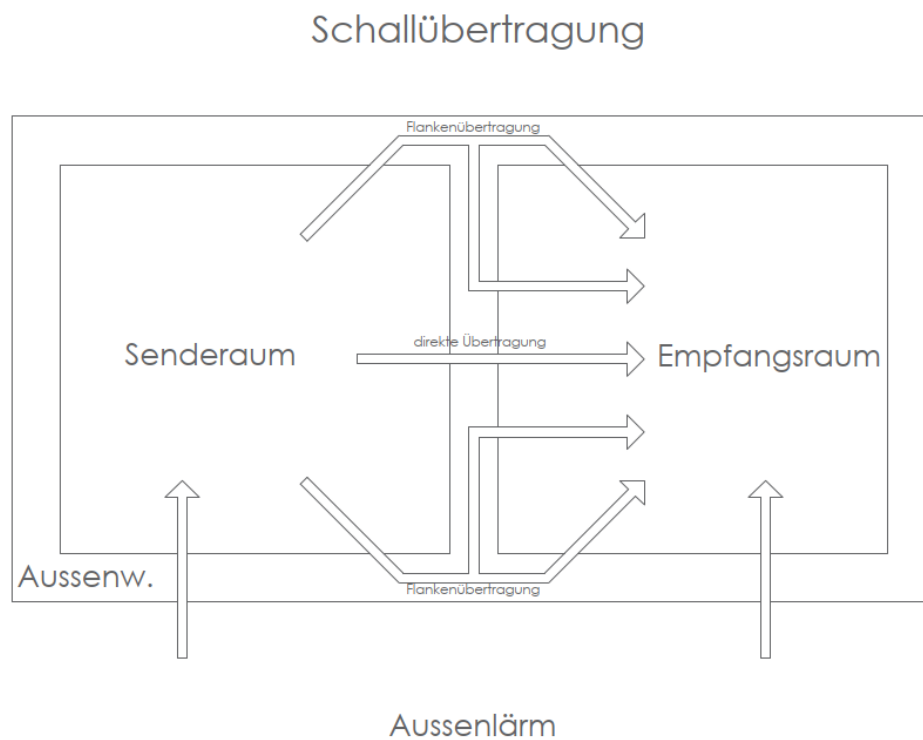 Schallübertragung
Flankenübertragung
direkte Übertragung
Senderaum
Empfangsraum
Aussenw.
Flankenübertragung
Aussenlärm